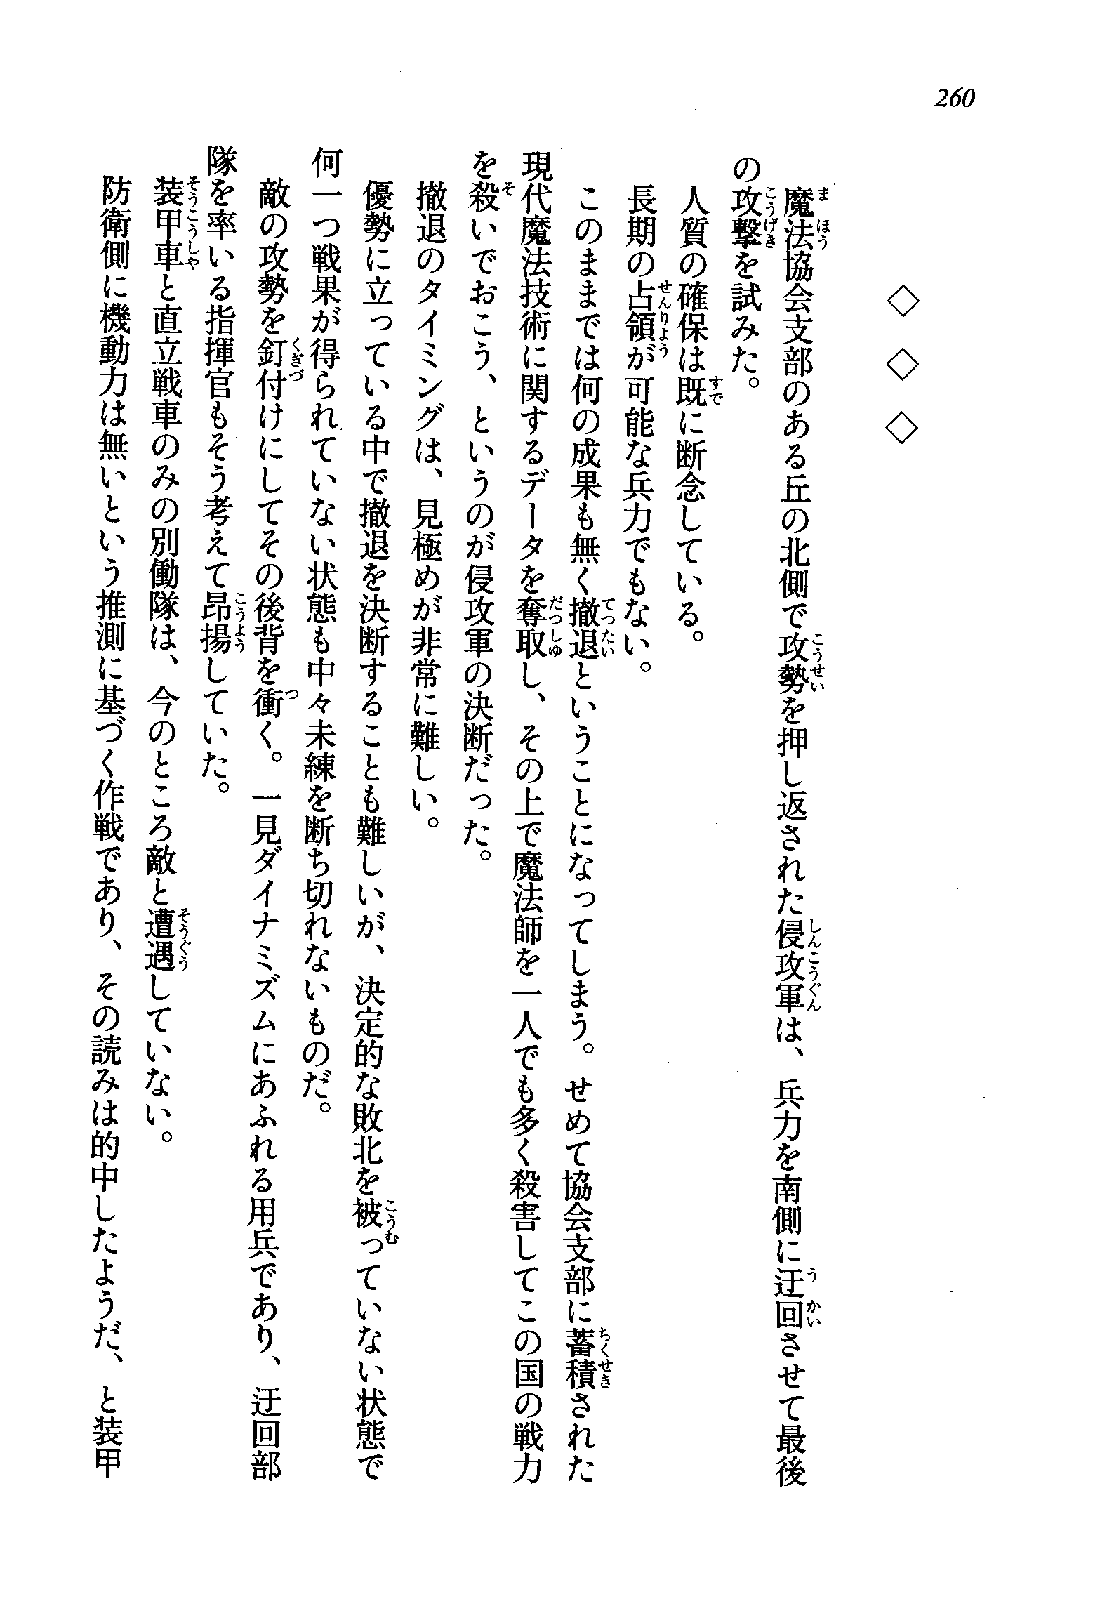 260
◇ ◇ ◇
魔法協会支部のある丘の北側で攻勢を押し返された侵攻軍は、兵力を南側に迂回させて最後
の攻撃を試みた。
人質の確保は既に断念している。
長期の占領が可能な兵力でもない。
このままでは何の成果も無く撤退ということになってしまう。せめて協会支部に蓄積された
現代魔法技術に関するデータを奪取し、その上で魔法師を一人でも多く殺害してこの国の戦力
を殺いでおこう、というのが侵攻軍の決断だった。
撤退のタイミングは、見極めが非常に難しい。
優勢に立っている中で撤退を決断することも難しいが、決定的な敗北を被っていない状態で
何一つ戦果が得られていない状態も中々未練を断ち切れないものだ。
敵の攻勢を釘付けにしてその後背を衝く。一見ダイナミズムにあふれる用兵であり、迂回部
隊を率いる指揮官もそう考えて昂揚していた。
装甲車と直立戦車のみの別働隊は、今のところ敵と遭遇していない。
防衛側に機動力は無いという推測に基づく作戦であり、その読みは的中したようだ、と装甲